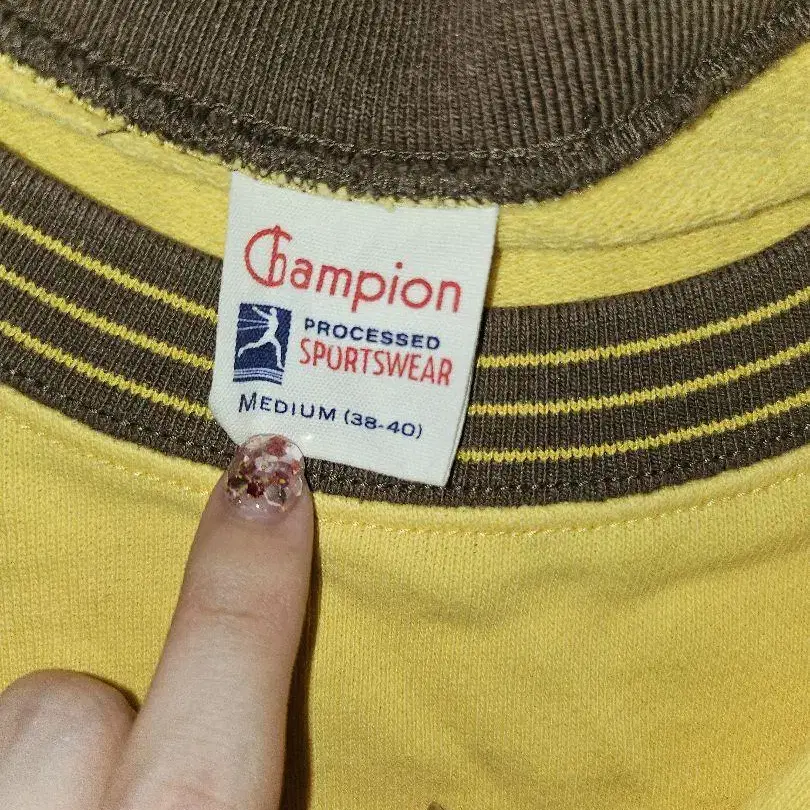 Champion
PROCESSED
SPORTSWEAR
MEDIUM (38-40)